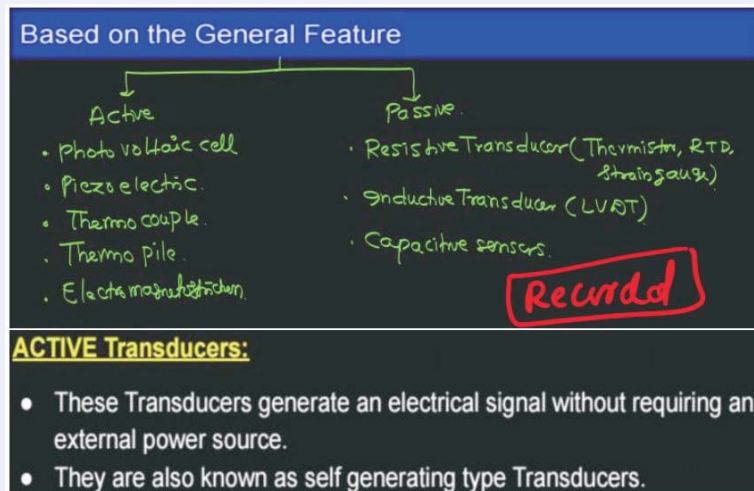 Based on the General Feature
Active
• Photo voltaic cell
• Piezoelectric.
• Thermocouple.
• Thermo pile.
• Electromagnetostriction
Passive.
• Resistive Transducer (Thermistor, RTD,
Strain gauge)
• Inductive Transducer (LVDT)
• Capacitive sensors.
Recorded
ACTIVE Transducers:
• These Transducers generate an electrical signal without requiring an
external power source.
• They are also known as self generating type Transducers.